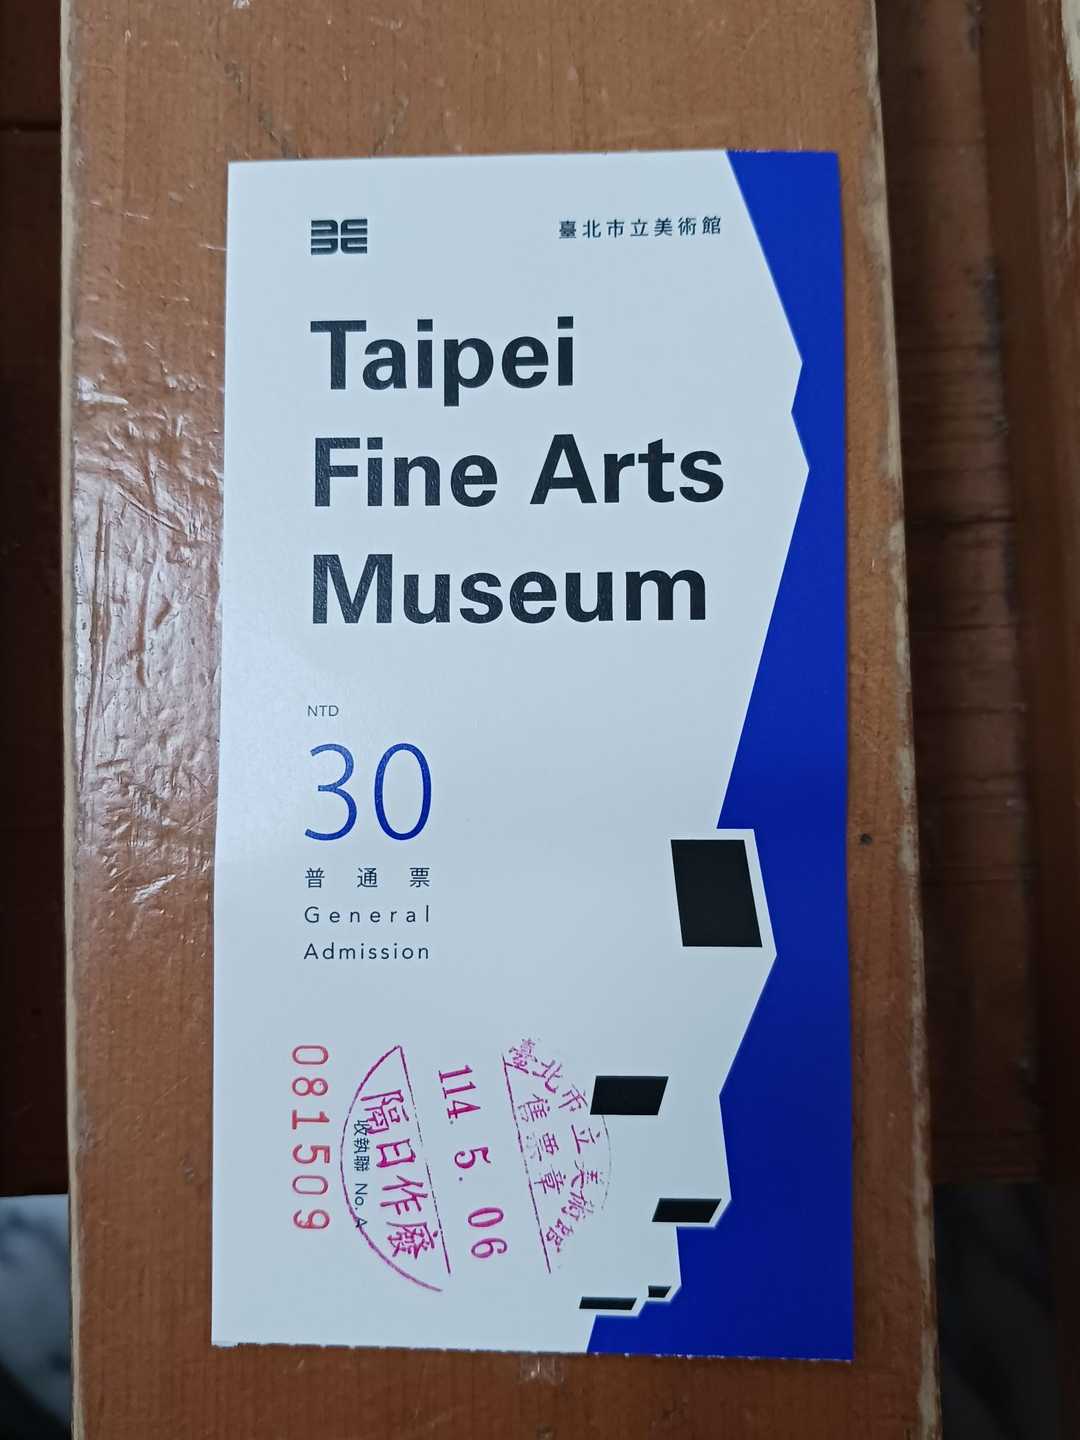 臺北市立美術館
Taipei
Fine Arts
Museum
NTD
30
普通票
General
Admission
臺北市立美術館
售票章
114. 5. 06
隔日作廢
收執聯 No. A
081509